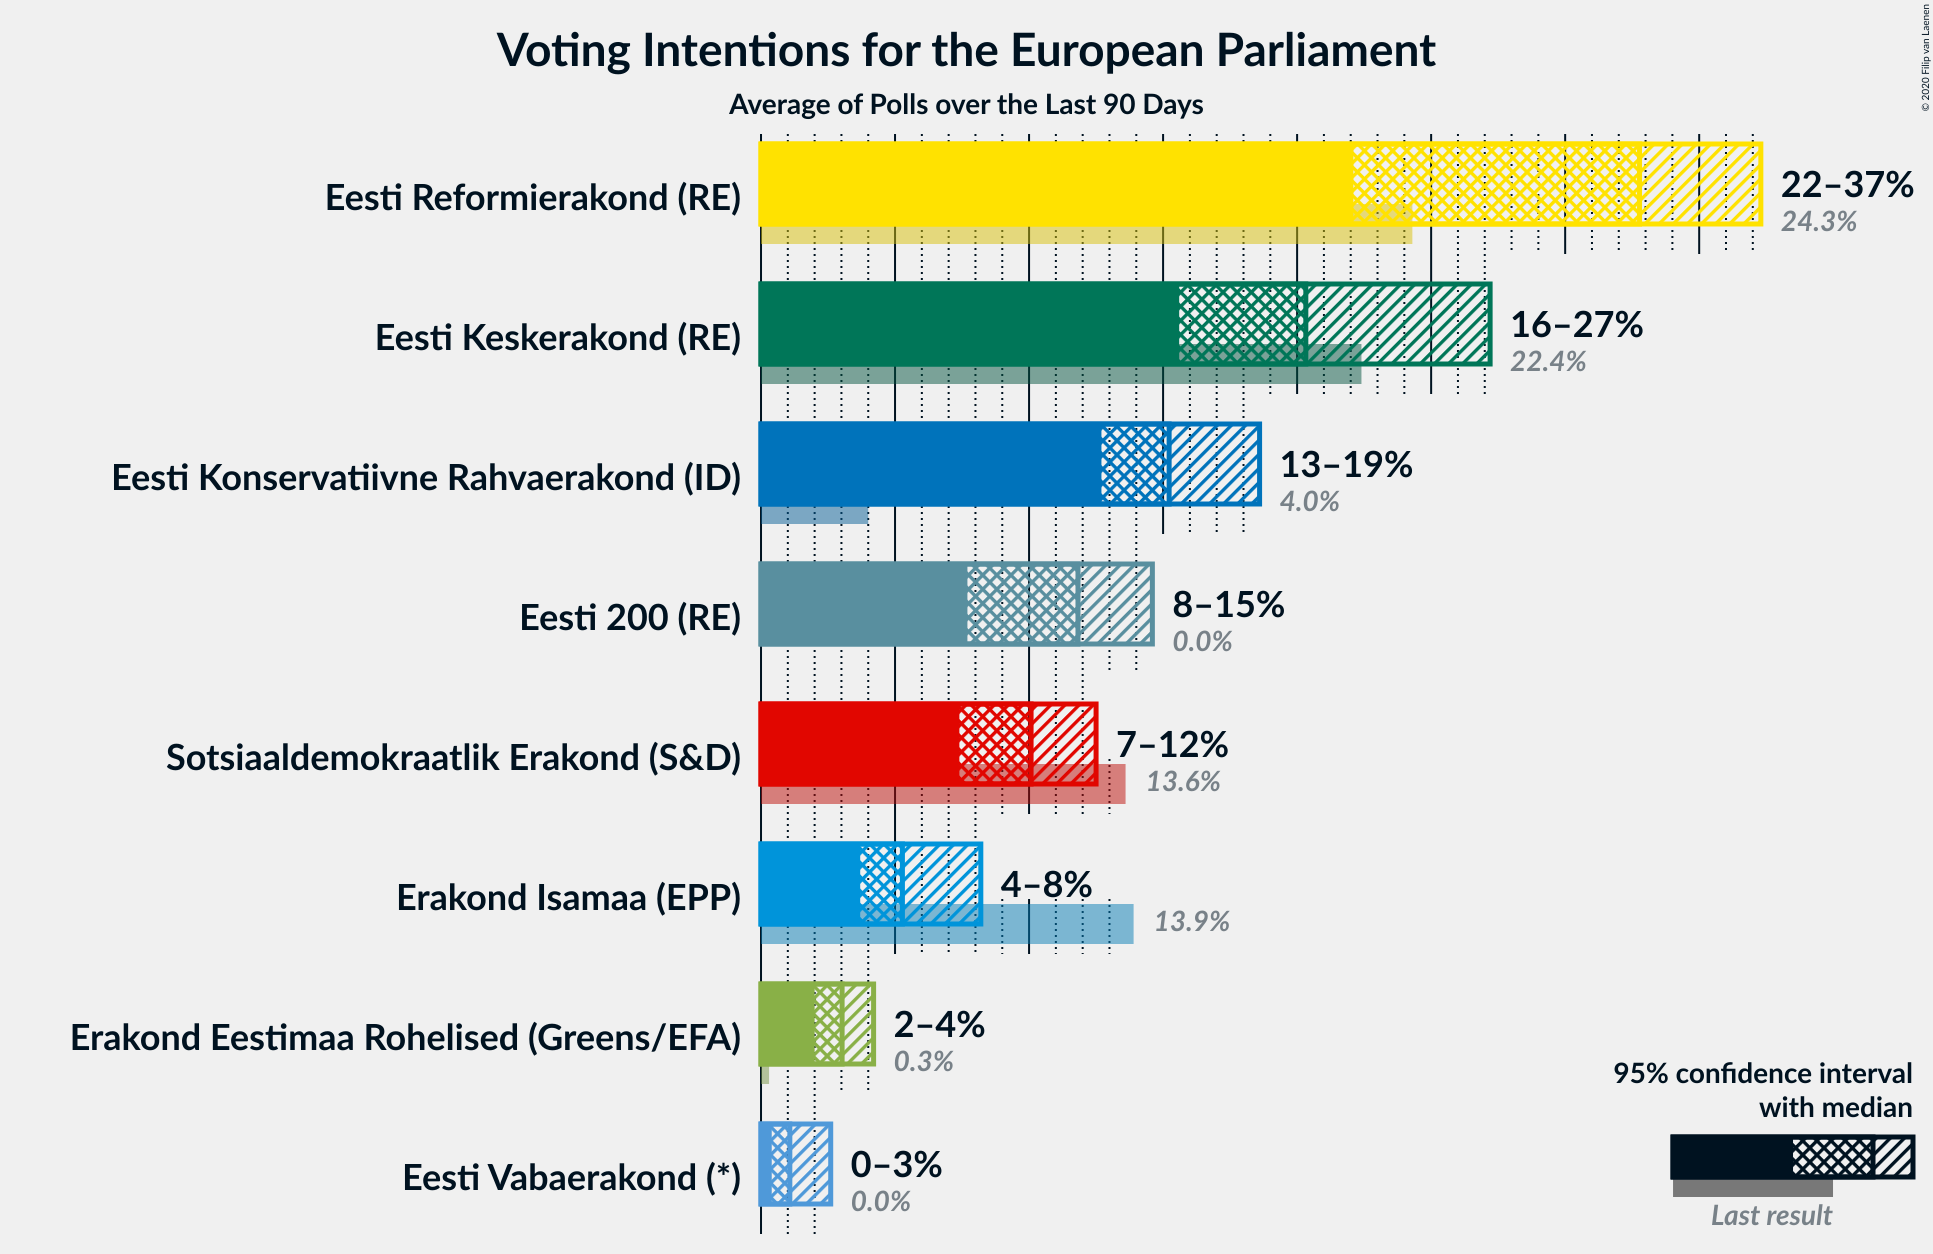 Voting Intentions for the European Parliament
Average of Polls over the Last 90 Days
© 2020 Filip van Laenen
Eesti Reformierakond (RE)
22–37%
24.3%
Eesti Keskerakond (RE)
16–27%
22.4%
Eesti Konservatiivne Rahvaerakond (ID)
13–19%
4.0%
Eesti 200 (RE)
8–15%
0.0%
Sotsiaaldemokraatlik Erakond (S&D)
7–12%
13.6%
Erakond Isamaa (EPP)
4–8%
13.9%
Erakond Eestimaa Rohelised (Greens/EFA)
2–4%
0.3%
Eesti Vabaerakond (*)
0–3%
0.0%
95% confidence interval
with median
Last result